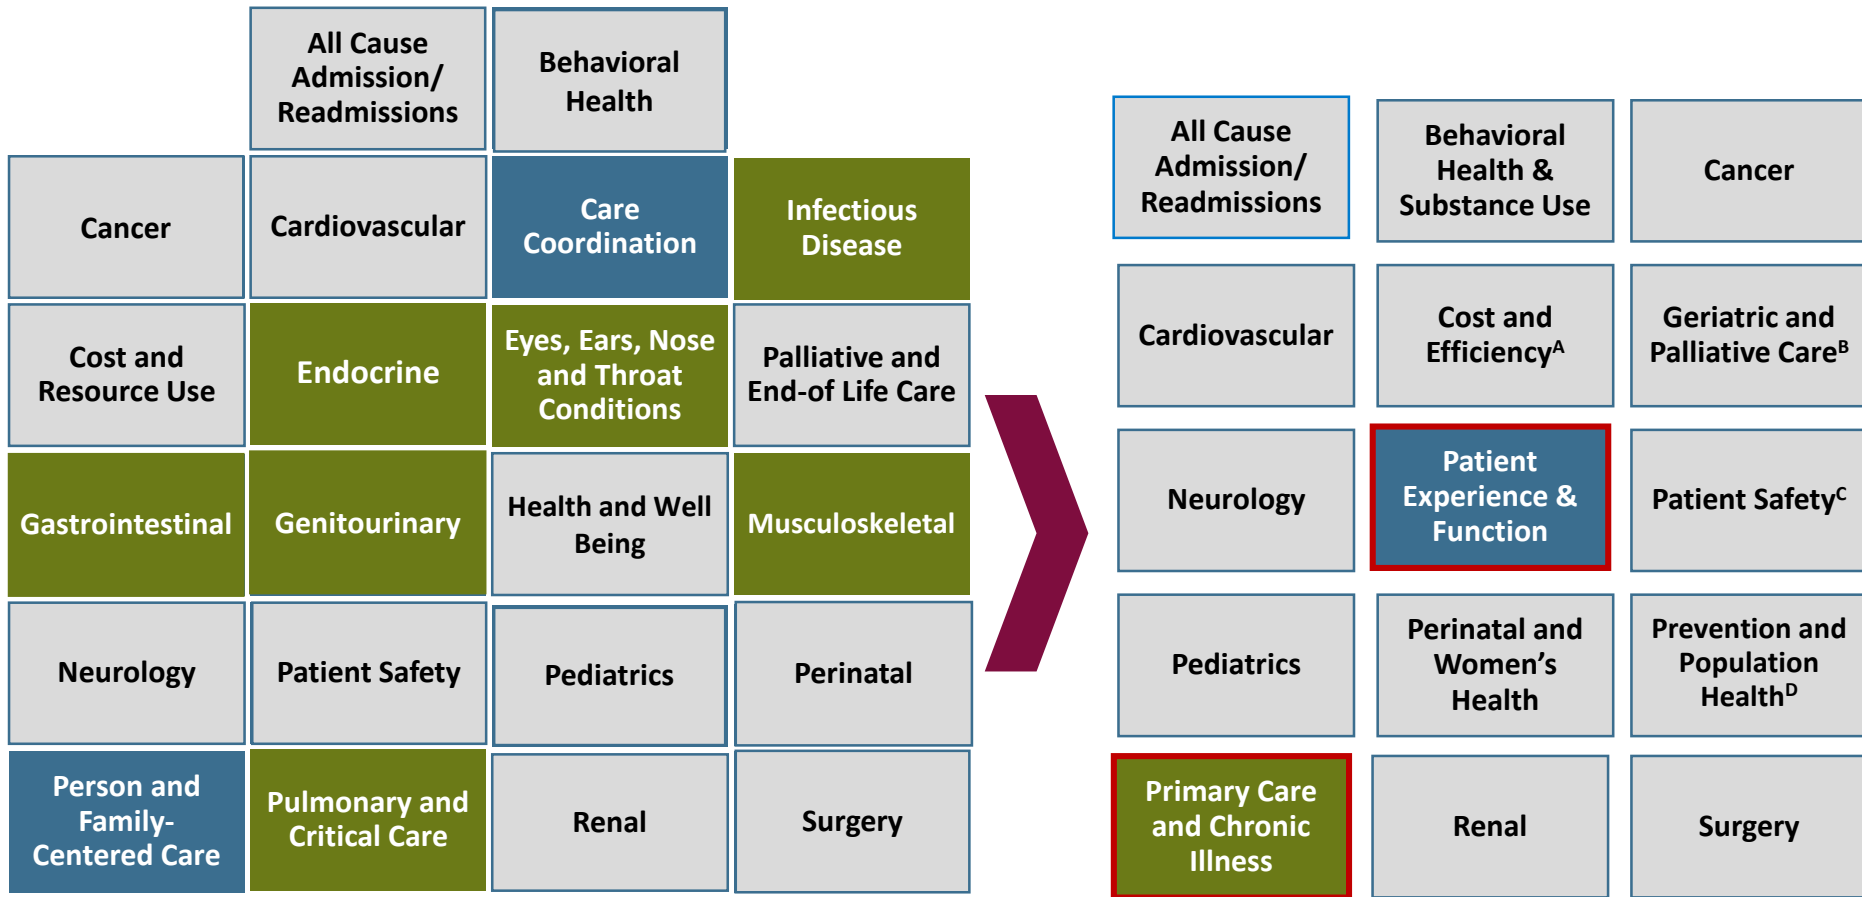 All Cause
Admission/
Readmissions
Behavioral
Health
Cancer
Cardiovascular
Care
Coordination
Infectious
Disease
Cost and
Resource Use
Endocrine
Eyes, Ears, Nose
and Throat
Conditions
Palliative and
End-of Life Care
Gastrointestinal
Genitourinary
Health and Well
Being
Musculoskeletal
Neurology
Patient Safety
Pediatrics
Perinatal
Person and
Family-
Centered Care
Pulmonary and
Critical Care
Renal
Surgery
All Cause
Admission/
Readmissions
Behavioral
Health &
Substance Use
Cancer
Cardiovascular
Cost and
Efficiency^A
Geriatric and
Palliative Care^B
Neurology
Patient
Experience &
Function
Patient Safety^C
Pediatrics
Perinatal and
Women’s
Health
Prevention and
Population
Health^D
Primary Care
and Chronic
Illness
Renal
Surgery